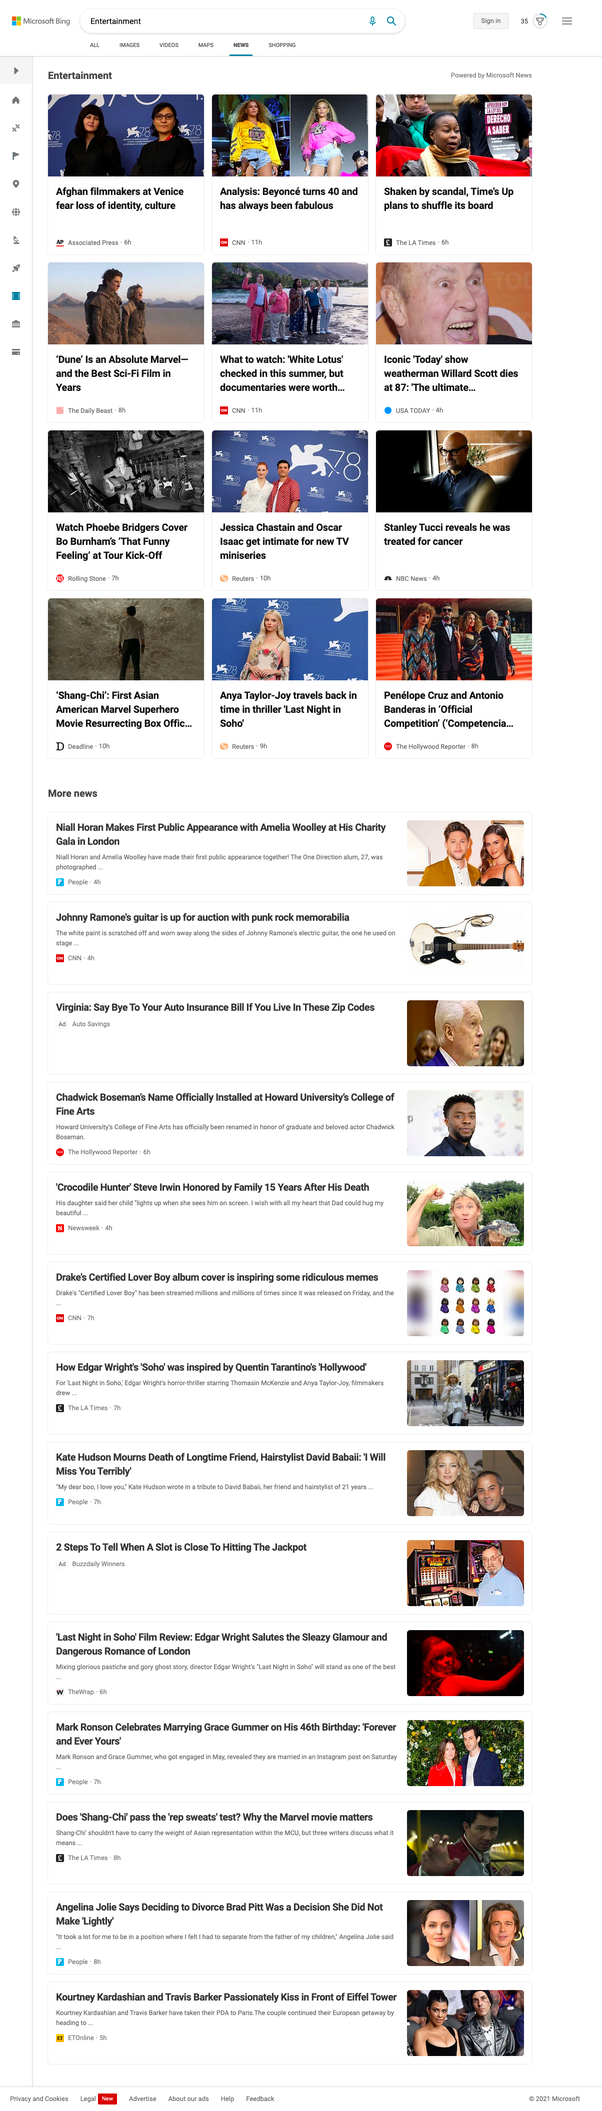 Microsoft Bing
Entertainment
Sign in
35
ALL
IMAGES
VIDEOS
MAPS
NEWS
SHOPPING
Entertainment
Powered by Microsoft News
DERECHO
A SABER
Afghan filmmakers at Venice
fear loss of identity, culture
AP Associated Press · 6h
Analysis: Beyoncé turns 40 and
has always been fabulous
CNN · 11h
Shaken by scandal, Time's Up
plans to shuffle its board
The LA Times · 6h
'Dune' Is an Absolute Marvel—
and the Best Sci-Fi Film in
Years
The Daily Beast · 8h
What to watch: 'White Lotus'
checked in this summer, but
documentaries were worth...
CNN · 11h
Iconic 'Today' show
weatherman Willard Scott dies
at 87: 'The ultimate...
USA TODAY · 4h
78
Watch Phoebe Bridgers Cover
Bo Burnham's 'That Funny
Feeling' at Tour Kick-Off
Rolling Stone · 7h
Jessica Chastain and Oscar
Isaac get intimate for new TV
miniseries
Reuters · 10h
Stanley Tucci reveals he was
treated for cancer
NBC News · 4h
'Shang-Chi': First Asian
American Marvel Superhero
Movie Resurrecting Box Offic...
D Deadline · 10h
Anya Taylor-Joy travels back in
time in thriller 'Last Night in
Soho'
Reuters · 9h
Penélope Cruz and Antonio
Banderas in 'Official
Competition' ('Competencia...
The Hollywood Reporter · 8h
More news
Niall Horan Makes First Public Appearance with Amelia Woolley at His Charity
Gala in London
Niall Horan and Amelia Woolley have made their first public appearance together! The One Direction alum, 27, was
photographed ...
People · 4h
Johnny Ramone's guitar is up for auction with punk rock memorabilia
The white paint is scratched off and worn away along the sides of Johnny Ramone's electric guitar, the one he used on
stage ...
CNN · 4h
Virginia: Say Bye To Your Auto Insurance Bill If You Live In These Zip Codes
Ad Auto Savings
Chadwick Boseman's Name Officially Installed at Howard University's College of
Fine Arts
Howard University's College of Fine Arts has officially been renamed in honor of graduate and beloved actor Chadwick
Boseman.
The Hollywood Reporter · 6h
'Crocodile Hunter' Steve Irwin Honored by Family 15 Years After His Death
His daughter said her child "lights up when she sees him on screen. I wish with all my heart that Dad could hug my
beautiful ...
N Newsweek · 4h
Drake's Certified Lover Boy album cover is inspiring some ridiculous memes
Drake's "Certified Lover Boy" has been streamed millions and millions of times since it was released on Friday, and the
...
CNN · 7h
How Edgar Wright's 'Soho' was inspired by Quentin Tarantino's 'Hollywood'
For 'Last Night in Soho,' Edgar Wright's horror-thriller starring Thomasin McKenzie and Anya Taylor-Joy, filmmakers
drew ...
The LA Times · 7h
Kate Hudson Mourns Death of Longtime Friend, Hairstylist David Babaii: 'I Will
Miss You Terribly'
"My dear boo, I love you," Kate Hudson wrote in a tribute to David Babaii, her friend and hairstylist of 21 years ...
People · 7h
2 Steps To Tell When A Slot is Close To Hitting The Jackpot
Ad Buzzdaily Winners
'Last Night in Soho' Film Review: Edgar Wright Salutes the Sleazy Glamour and
Dangerous Romance of London
Mixing glorious pastiche and gory ghost story, director Edgar Wright's "Last Night in Soho" will stand as one of the best
...
W TheWrap · 6h
Mark Ronson Celebrates Marrying Grace Gummer on His 46th Birthday: 'Forever
and Ever Yours'
Mark Ronson and Grace Gummer, who got engaged in May, revealed they are married in an Instagram post on Saturday
...
People · 7h
Does 'Shang-Chi' pass the 'rep sweats' test? Why the Marvel movie matters
'Shang-Chi' shouldn't have to carry the weight of Asian representation within the MCU, but three writers discuss what it
means ...
The LA Times · 8h
Angelina Jolie Says Deciding to Divorce Brad Pitt Was a Decision She Did Not
Make 'Lightly'
"It took a lot for me to be in a position where I felt I had to separate from the father of my children," Angelina Jolie said
...
People · 8h
Kourtney Kardashian and Travis Barker Passionately Kiss in Front of Eiffel Tower
Kourtney Kardashian and Travis Barker have taken their PDA to Paris.The couple continued their European getaway by
heading to ...
ET ETOnline · 5h
Privacy and Cookies
Legal
New
Advertise
About our ads
Help
Feedback
© 2021 Microsoft